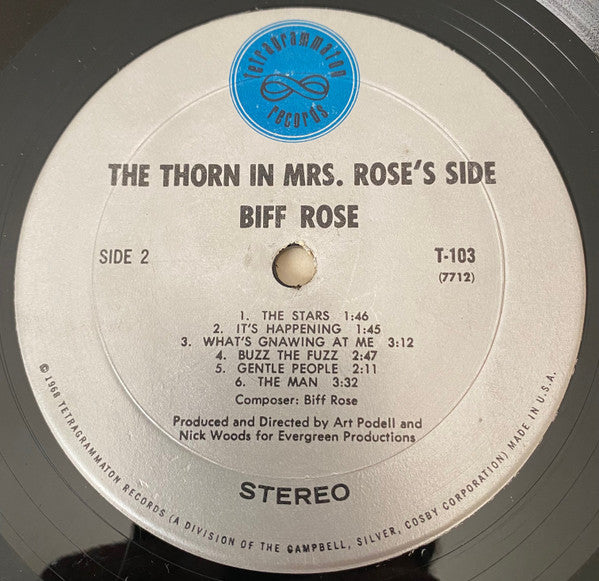 tetragrammaton
records
THE THORN IN MRS. ROSE'S SIDE
BIFF ROSE
SIDE 2
T-103
(7712)
1. THE STARS 1:46
2. IT'S HAPPENING 1:45
3. WHAT'S GNAWING AT ME 3:12
4. BUZZ THE FUZZ 2:47
5. GENTLE PEOPLE 2:11
6. THE MAN 3:32
Composer: Biff Rose
Produced and Directed by Art Podell and
Nick Woods for Evergreen Productions
STEREO
© 1968 TETRAGRAMMATON RECORDS (A DIVISION OF THE CAMPBELL, SILVER, COSBY CORPORATION) MADE IN U.S.A.